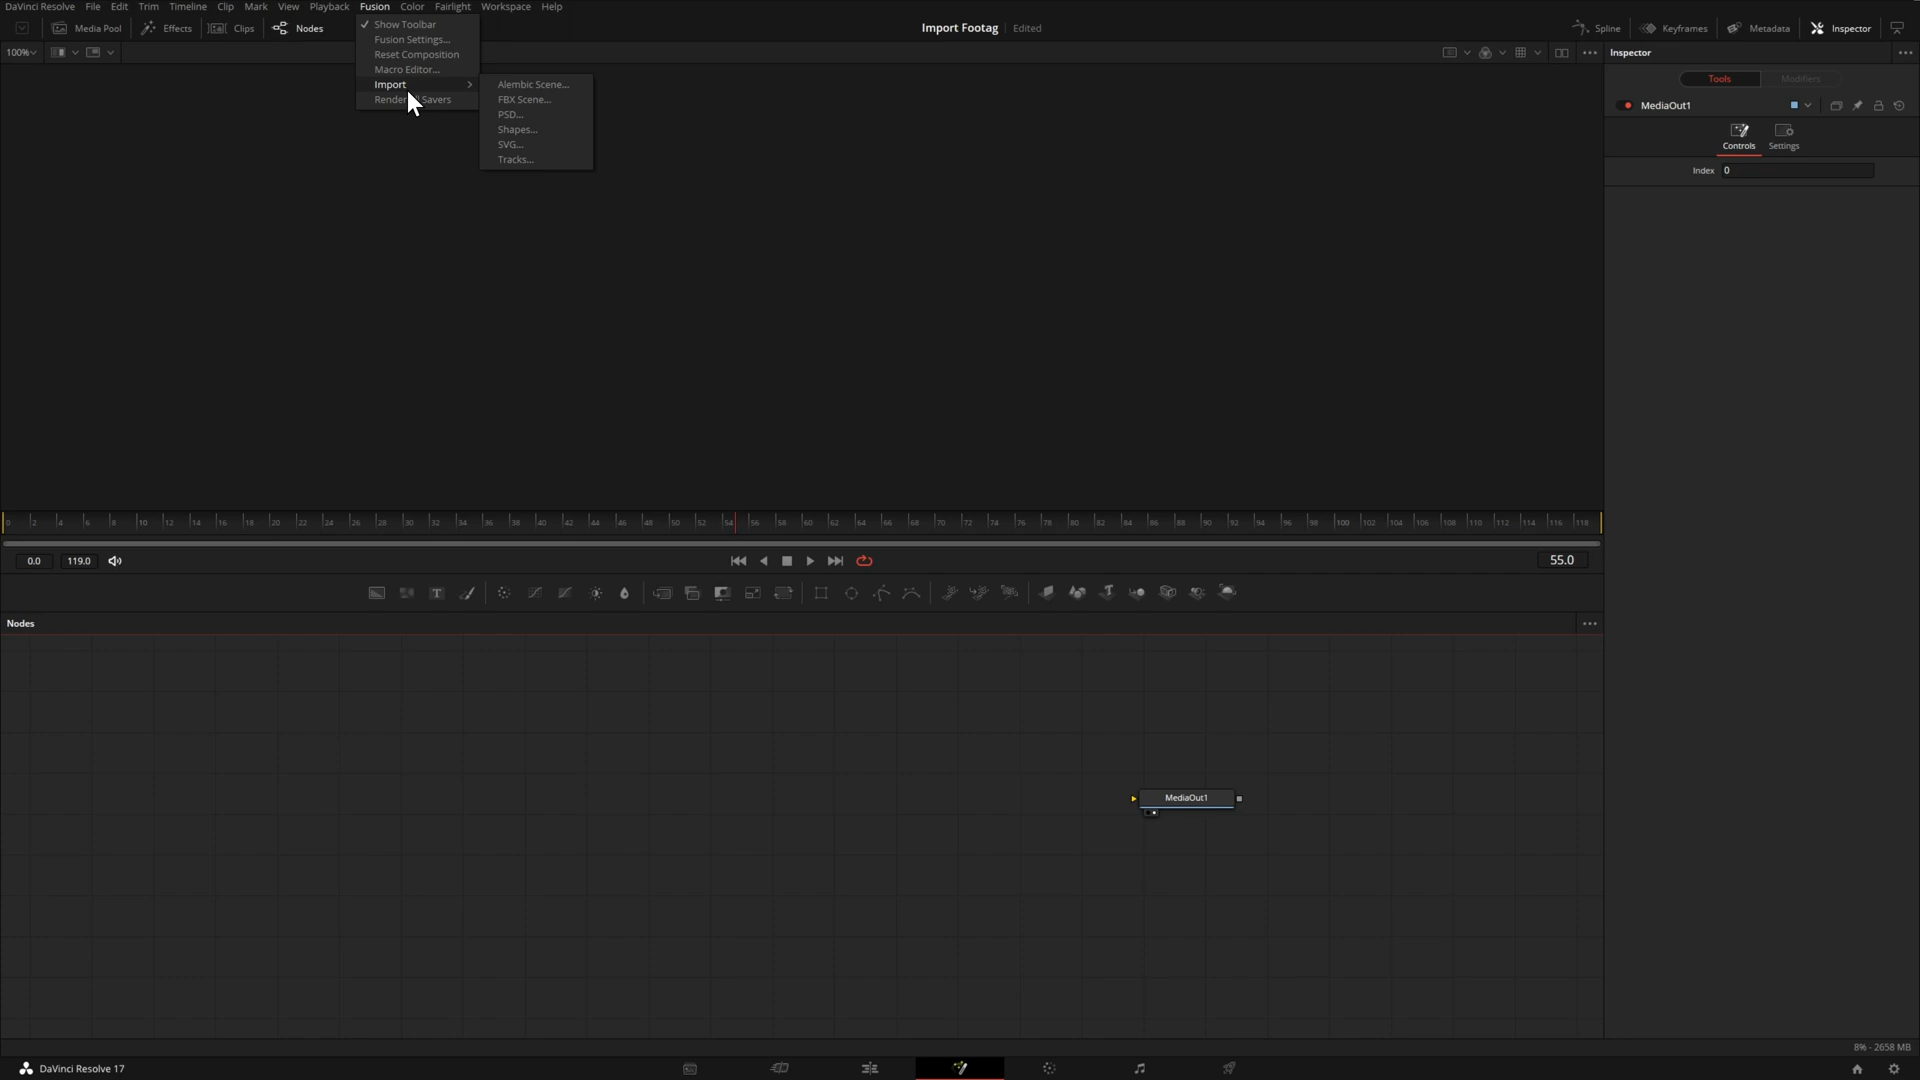 DaVinci Resolve File Edit Trim Timeline Clip Mark View Playback Fusion Color Fairlight Workspace Help
Media Pool Effects Clips Nodes Import Footag Edited Spline Keyframes Metadata Inspector
100% Inspector
✓ Show Toolbar
Fusion Settings...
Reset Composition
Macro Editor...
Import >
Render Savers
Alembic Scene...
FBX Scene...
PSD...
Shapes...
SVG...
Tracks...
Tools Modifiers
MediaOut1
Controls Settings
Index 0
0 2 4 6 8 10 12 14 16 18 20 22 24 26 28 30 32 34 36 38 40 42 44 46 48 50 52 54 56 58 60 62 64 66 68 70 72 74 76 78 80 82 84 86 88 90 92 94 96 98 100 102 104 106 108 110 112 114 116 118
0.0 119.0 55.0
Nodes
MediaOut1
8% - 2658 MB
DaVinci Resolve 17